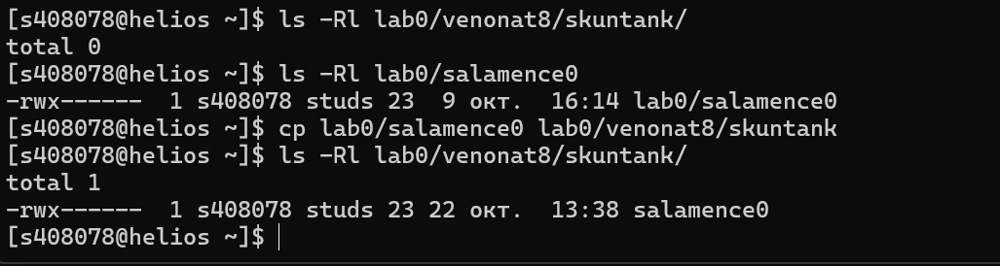 [s408078@helios ~]$ ls -Rl lab0/venonat8/skuntank/
total 0
[s408078@helios ~]$ ls -Rl lab0/salamence0
-rwx------  1 s408078 studs 23  9 окт.  16:14 lab0/salamence0
[s408078@helios ~]$ cp lab0/salamence0 lab0/venonat8/skuntank
[s408078@helios ~]$ ls -Rl lab0/venonat8/skuntank/
total 1
-rwx------  1 s408078 studs 23 22 окт.  13:38 salamence0
[s408078@helios ~]$